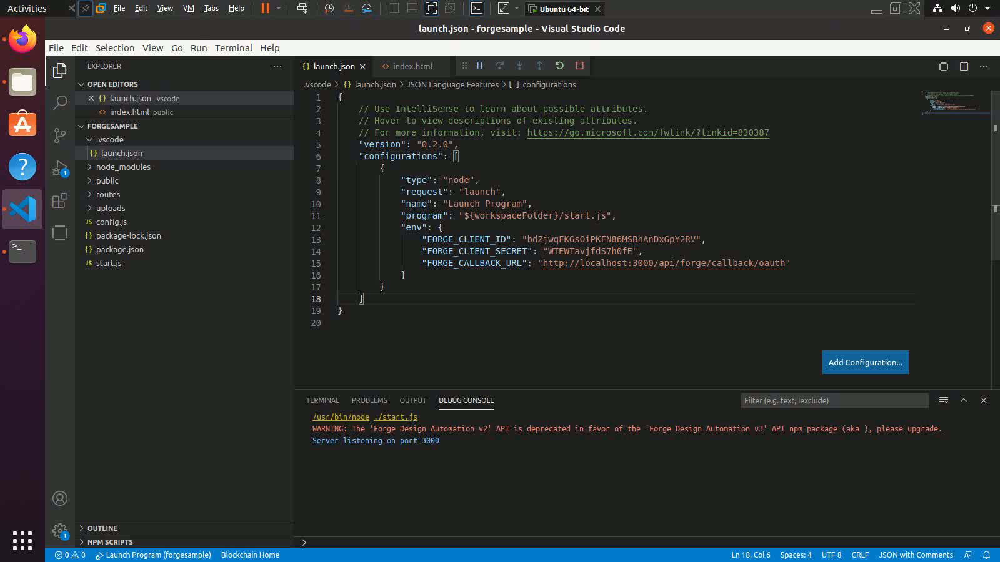 Activities
File Edit View VM Tabs Help
Ubuntu 64-bit
launch.json - forgesample - Visual Studio Code
File Edit Selection View Go Run Terminal Help
EXPLORER
OPEN EDITORS
launch.json .vscode
index.html public
FORGESAMPLE
.vscode
launch.json
node_modules
public
routes
uploads
JS config.js
{} package-lock.json
{} package.json
JS start.js
OUTLINE
NPM SCRIPTS
{} launch.json
<> index.html
.vscode > {} launch.json > JSON Language Features > [ ] configurations
1 {
2 // Use IntelliSense to learn about possible attributes.
3 // Hover to view descriptions of existing attributes.
4 // For more information, visit: https://go.microsoft.com/fwlink/?linkid=830387
5 "version": "0.2.0",
6 "configurations": [
7 {
8 "type": "node",
9 "request": "launch",
10 "name": "Launch Program",
11 "program": "${workspaceFolder}/start.js",
12 "env": {
13 "FORGE_CLIENT_ID": "bdZjwqFKGsOiPKFN86MSBhAnDxGpY2RV",
14 "FORGE_CLIENT_SECRET": "WTEWTavjfdS7h0fE",
15 "FORGE_CALLBACK_URL": "http://localhost:3000/api/forge/callback/oauth"
16 }
17 }
18 ]
19 }
20
Add Configuration...
TERMINAL PROBLEMS OUTPUT DEBUG CONSOLE
Filter (e.g. text, !exclude)
/usr/bin/node ./start.js
WARNING: The 'Forge Design Automation v2' API is deprecated in favor of the 'Forge Design Automation v3' API npm package (aka ), please upgrade.
Server listening on port 3000
>
0 0 Launch Program (forgesample) Blockchain Home
Ln 18, Col 6 Spaces: 4 UTF-8 CRLF JSON with Comments